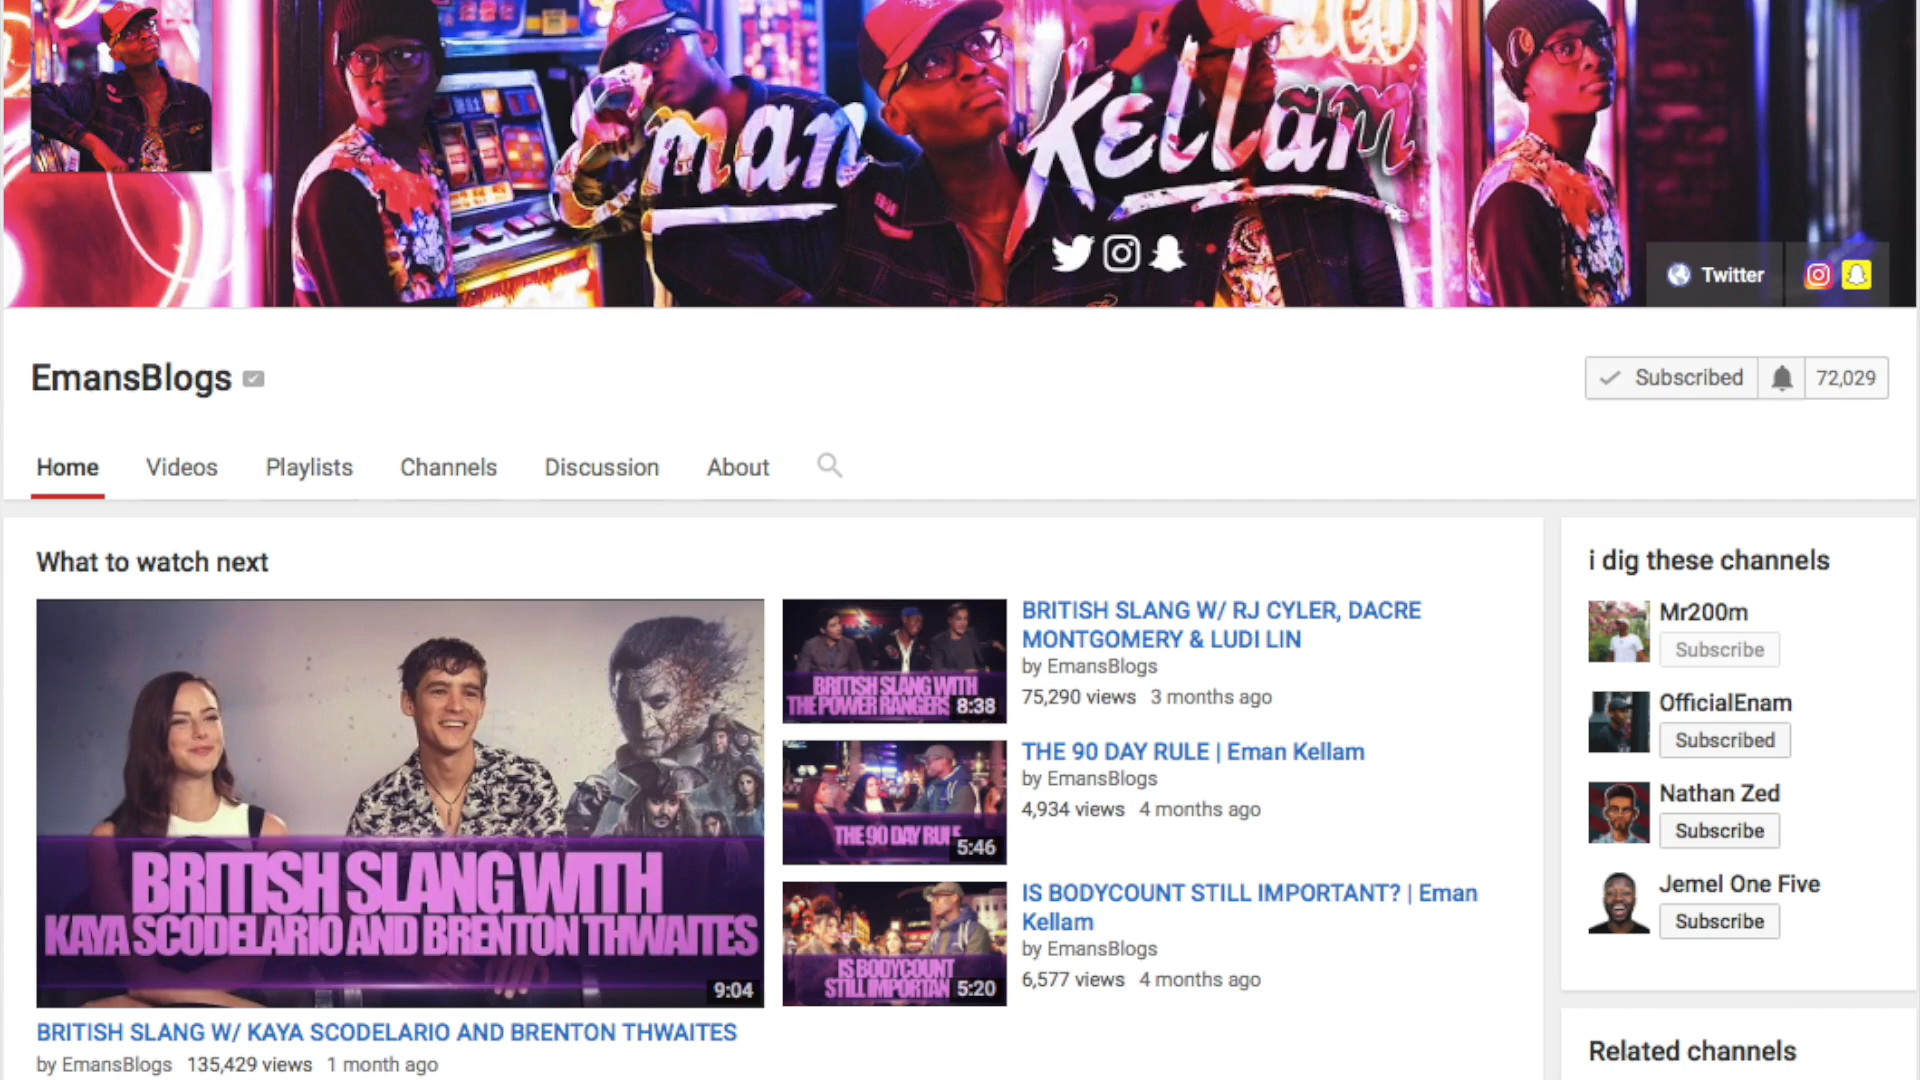 Eman Kellam
Twitter
EmansBlogs
Subscribed
72,029
Home
Videos
Playlists
Channels
Discussion
About
What to watch next
BRITISH SLANG WITH
KAYA SCODELARIO AND BRENTON THWAITES
9:04
BRITISH SLANG W/ KAYA SCODELARIO AND BRENTON THWAITES
by EmansBlogs 135,429 views 1 month ago
BRITISH SLANG WITH
THE POWER RANGERS
8:38
BRITISH SLANG W/ RJ CYLER, DACRE
MONTGOMERY & LUDI LIN
by EmansBlogs
75,290 views 3 months ago
THE 90 DAY RULE
5:46
THE 90 DAY RULE | Eman Kellam
by EmansBlogs
4,934 views 4 months ago
IS BODYCOUNT
STILL IMPORTAN
5:20
IS BODYCOUNT STILL IMPORTANT? | Eman
Kellam
by EmansBlogs
6,577 views 4 months ago
i dig these channels
Mr200m
Subscribe
OfficialEnam
Subscribed
Nathan Zed
Subscribe
Jemel One Five
Subscribe
Related channels